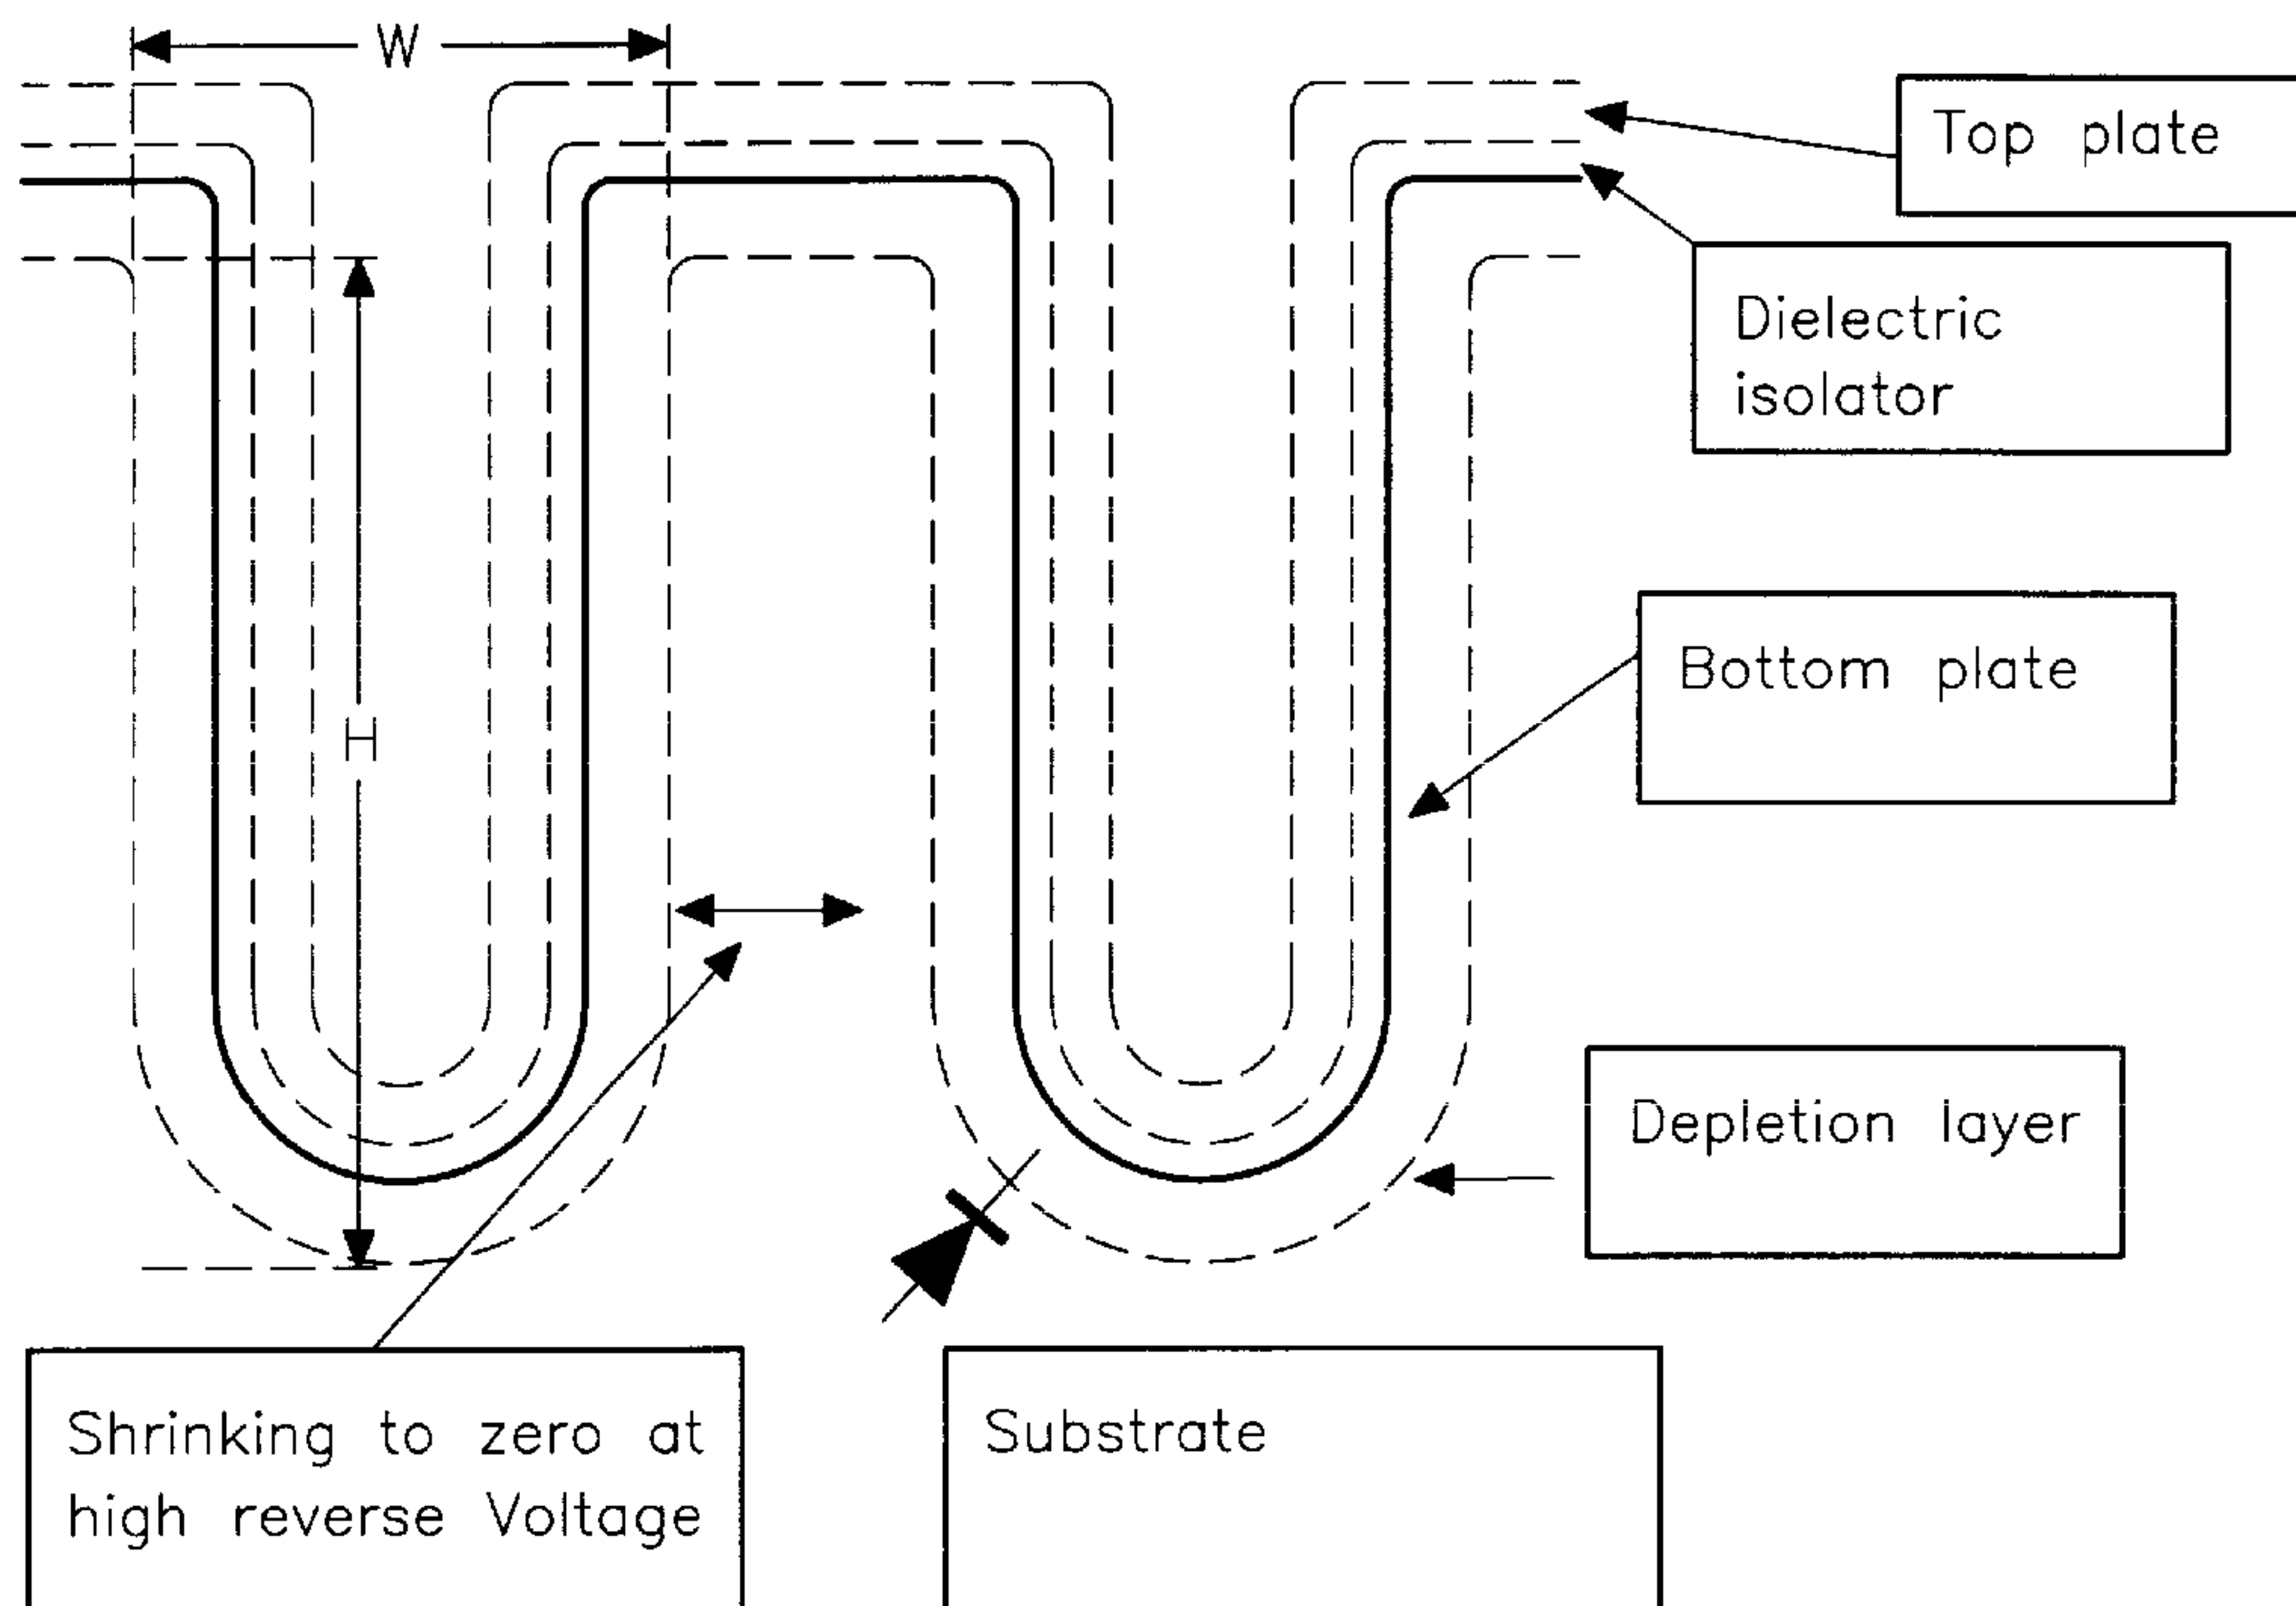 W
Top plate
Dielectric
isolator
H
Bottom plate
Depletion layer
Shrinking to zero at
high reverse Voltage
Substrate